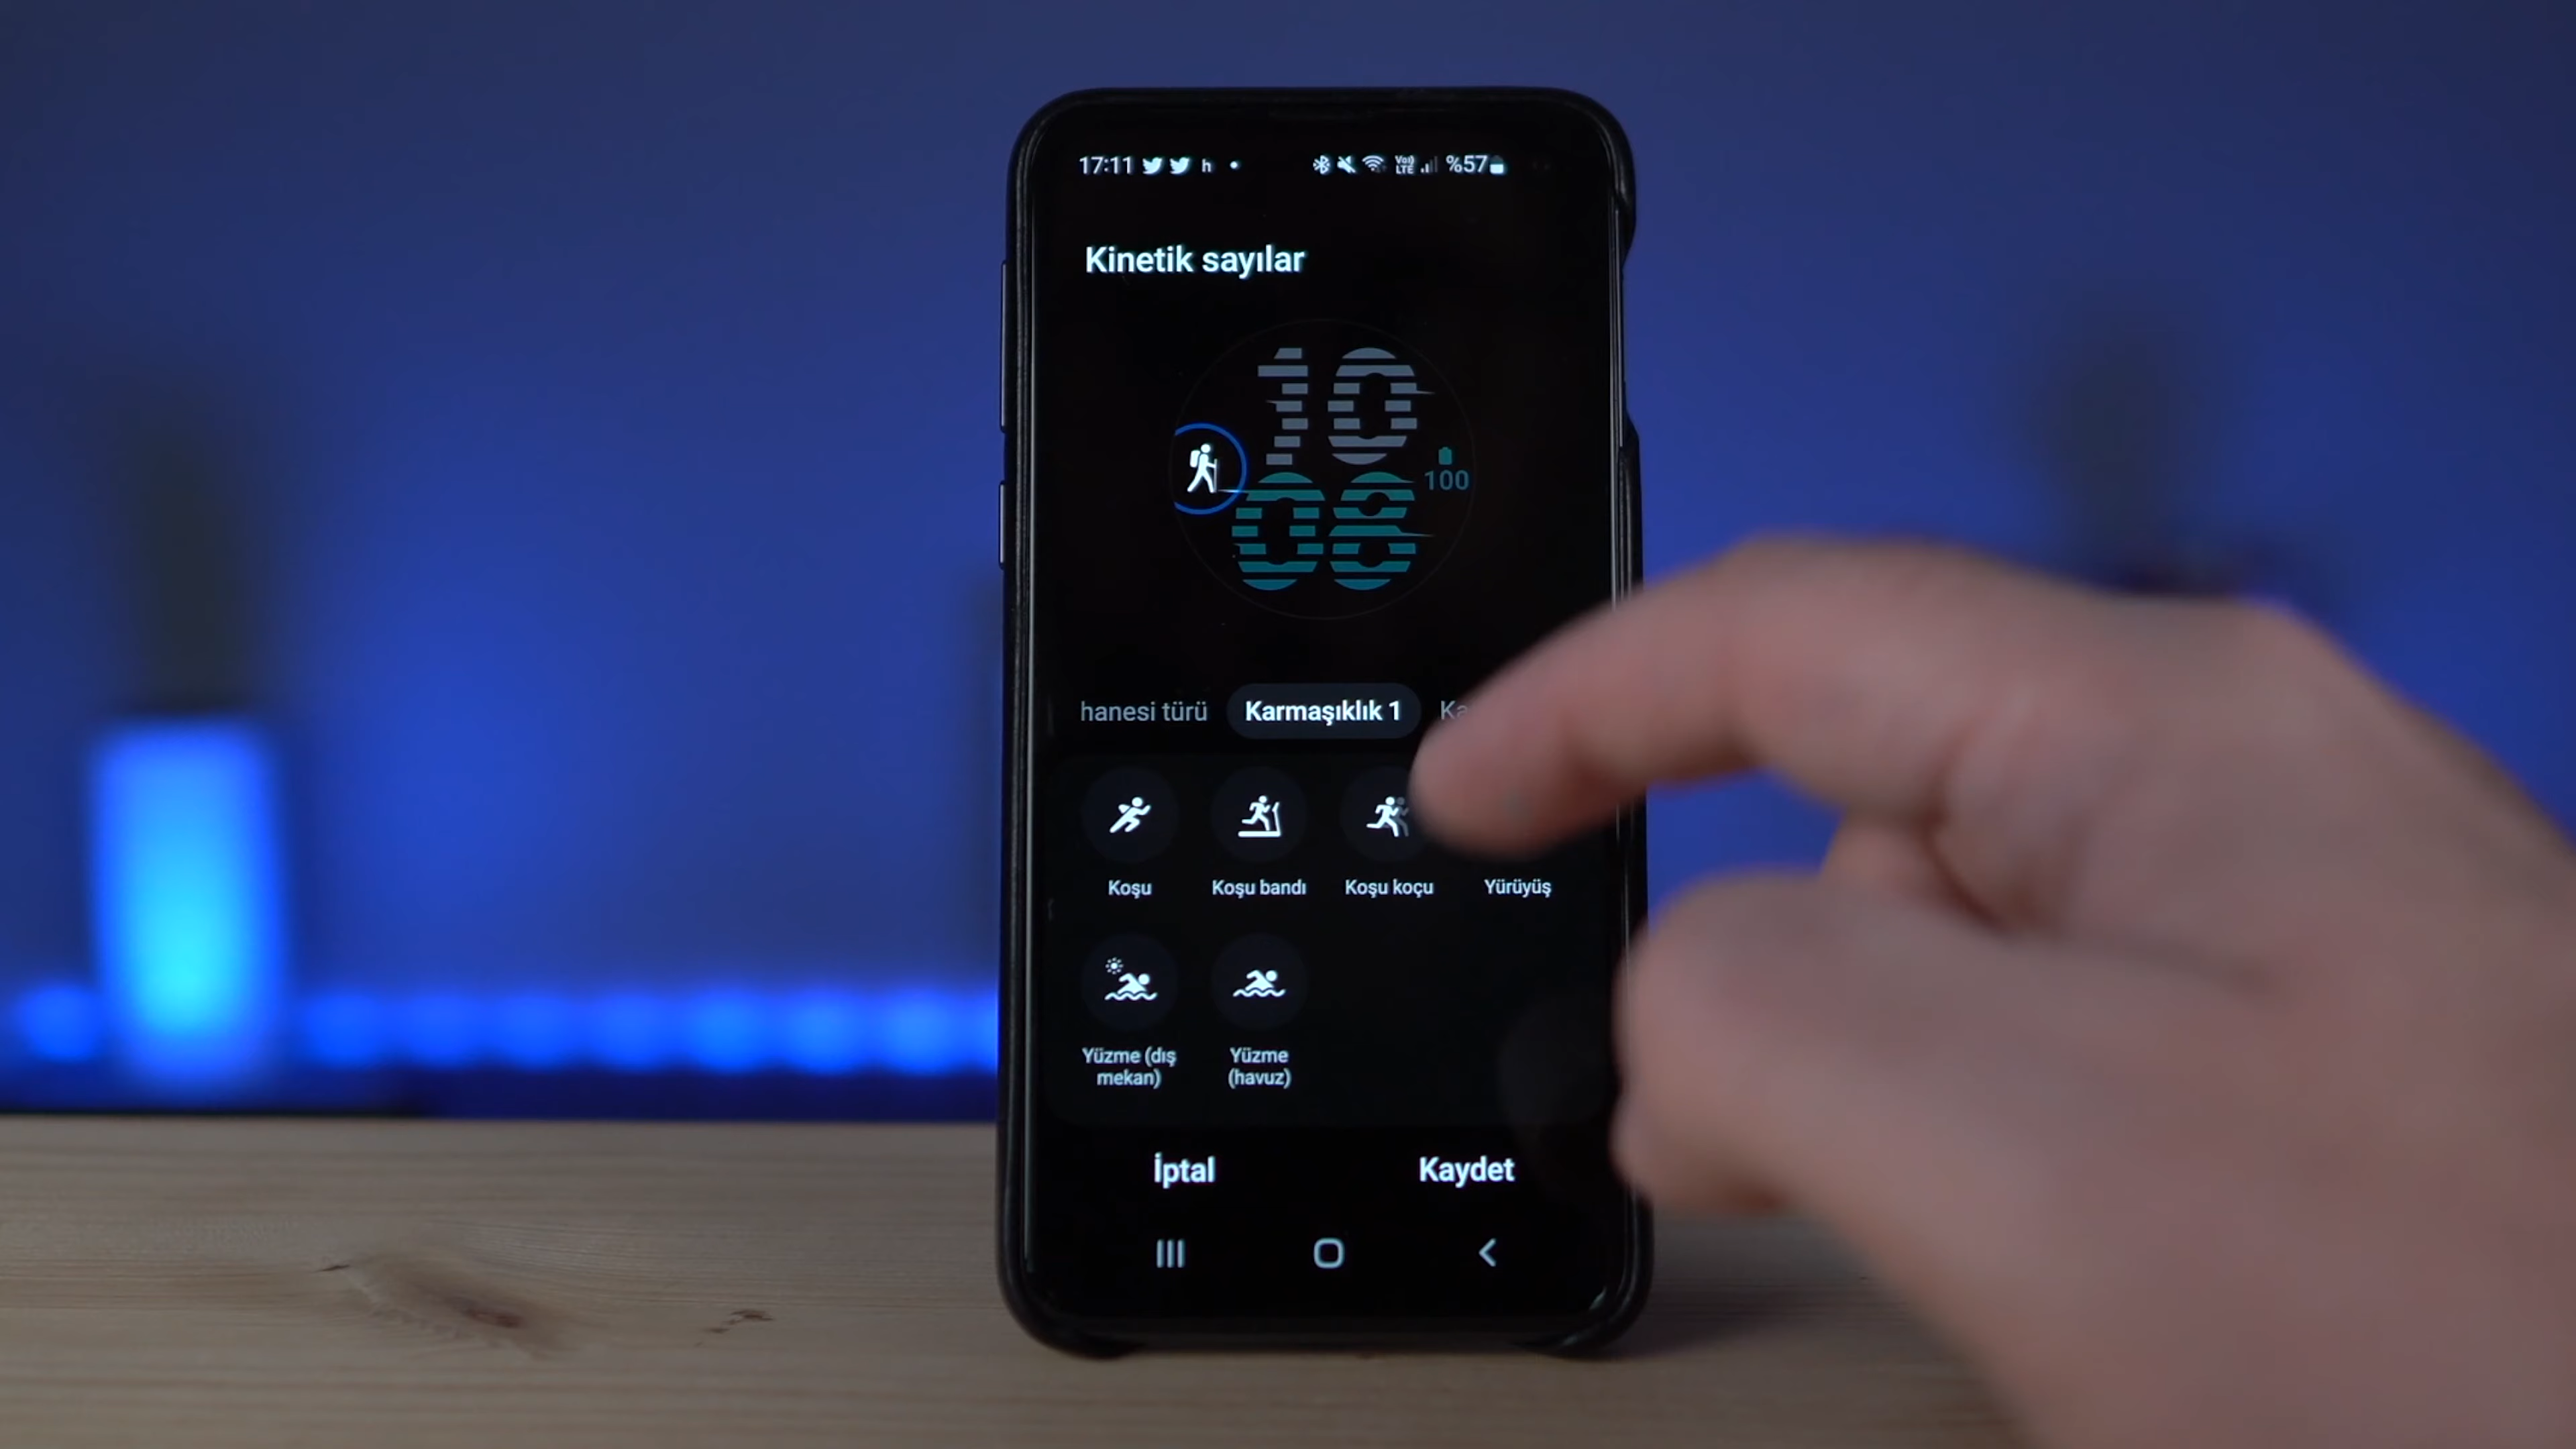 17:11 h VoLTE %57
Kinetik sayılar
10
100
08
hanesi türü Karmaşıklık 1
Koşu Koşu bandı Koşu koçu Yürüyüş
Yüzme (dış
mekan)
Yüzme
(havuz)
İptal Kaydet